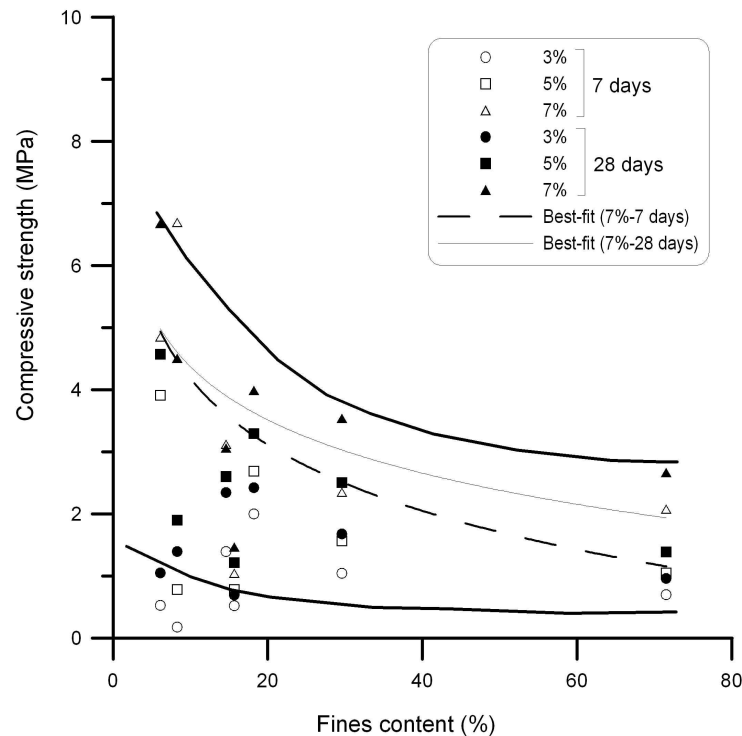 10
8
6
4
2
0
Compressive strength (MPa)
3%
5%
7%
7 days
3%
5%
7%
28 days
Best-fit (7%-7 days)
Best-fit (7%-28 days)
0 20 40 60 80
Fines content (%)